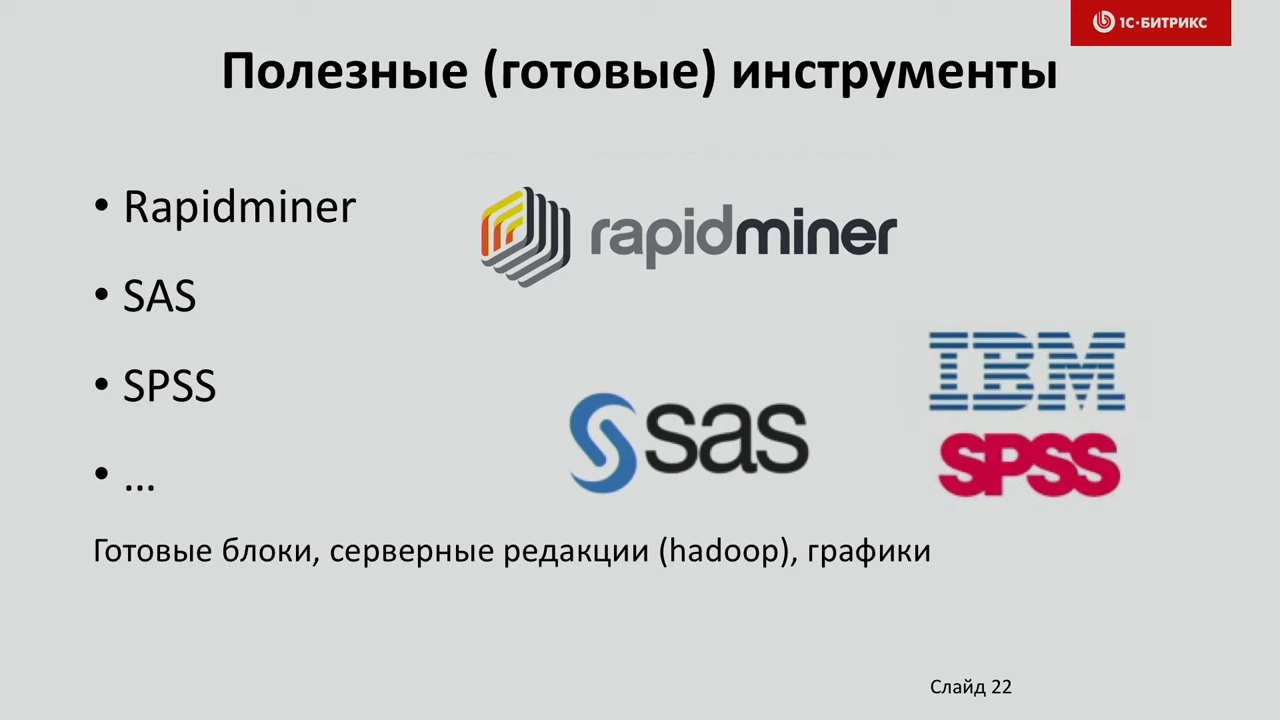 1С·БИТРИКС
Полезные (готовые) инструменты
• Rapidminer
rapidminer
• SAS
• SPSS
sas
IBM
SPSS
• ...
Готовые блоки, серверные редакции (hadoop), графики
Слайд 22